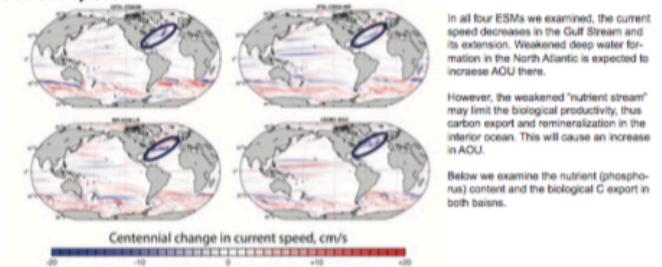 In all four ESMs we examined, the current
speed decreases in the Gulf Stream and
its extension. Weakened deep water for-
mation in the North Atlantic is expected to
incraese AOU there.
However, the weakened "nutrient stream"
may limit the biological productivity, thus
carbon export and remineralization in the
interior ocean. This will cause an increase
in AOU.
Below we examine the nutrient (phospho-
rus) content and the biological C export in
both baisns.
Centennial change in current speed, cm/s
-20 -10 0 +10 +20